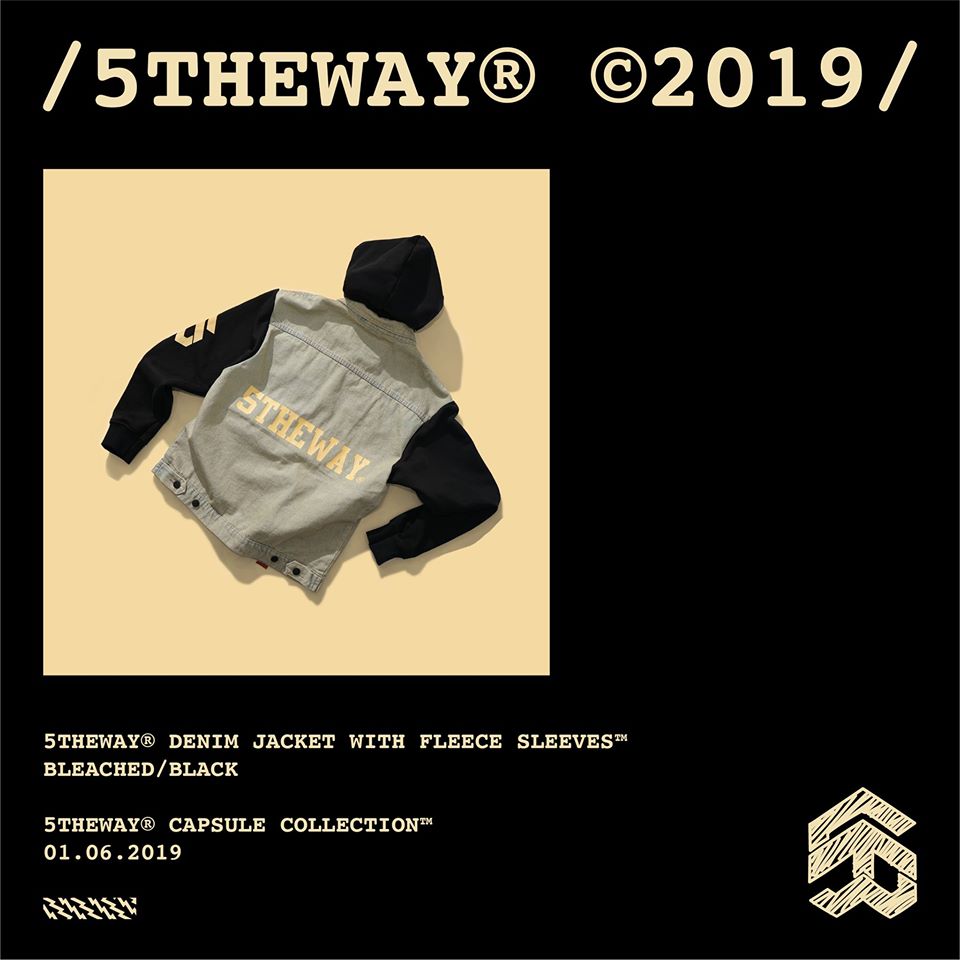 /5THEWAY® ©2019/
5THEWAY®
5THEWAY® DENIM JACKET WITH FLEECE SLEEVES™
BLEACHED/BLACK
5THEWAY® CAPSULE COLLECTION™
01.06.2019